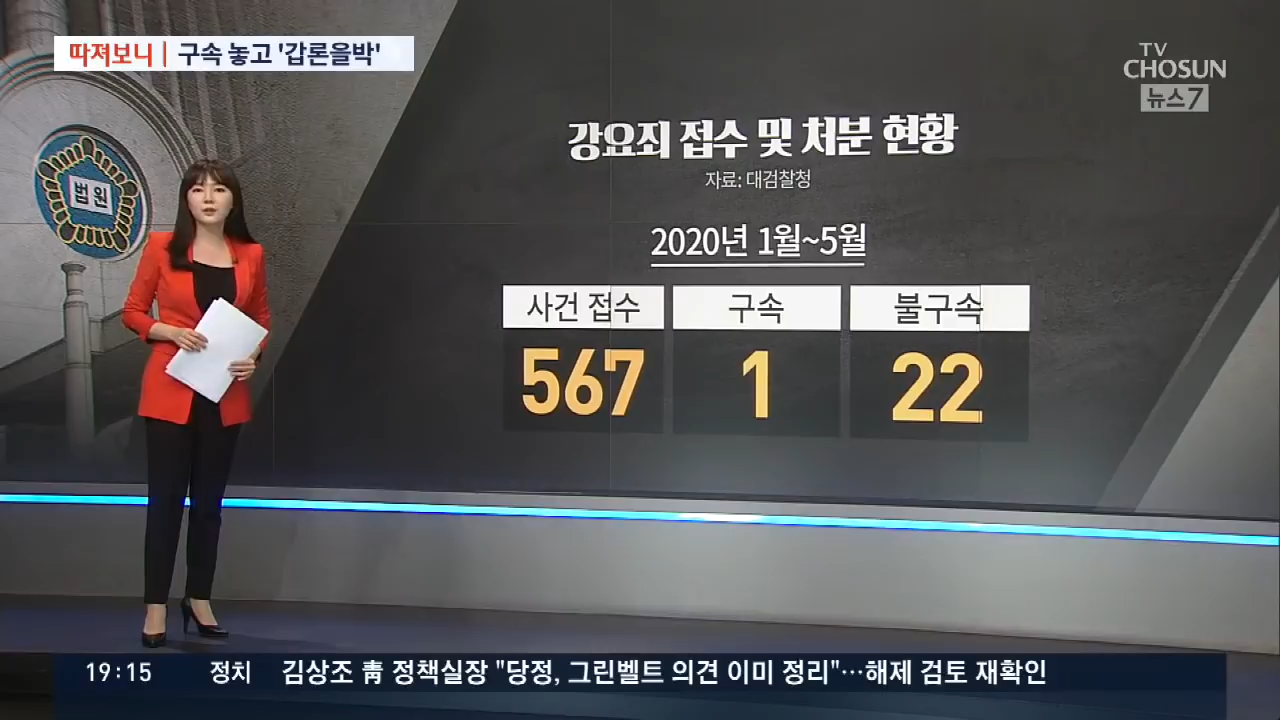 따져보니 | 구속 놓고 '갑론을박'
TV
CHOSUN
뉴스7
법원
강요죄 접수 및 처분 현황
자료: 대검찰청
2020년 1월~5월
사건 접수 구속 불구속
567 1 22
19:15 정치 김상조 靑 정책실장 "당정, 그린벨트 의견 이미 정리"…해제 검토 재확인